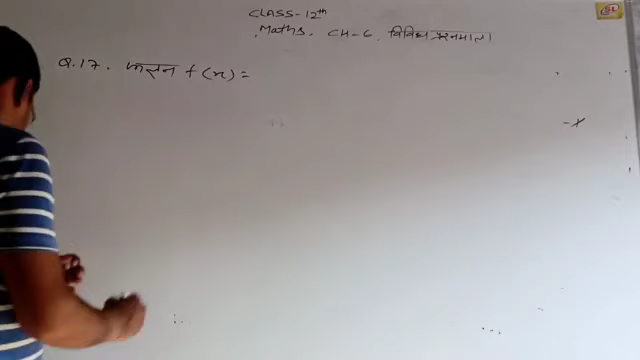 CLASS-12th
Maths. CH-6. विविध प्रश्नमाला
Q.17. फलन f(x) =